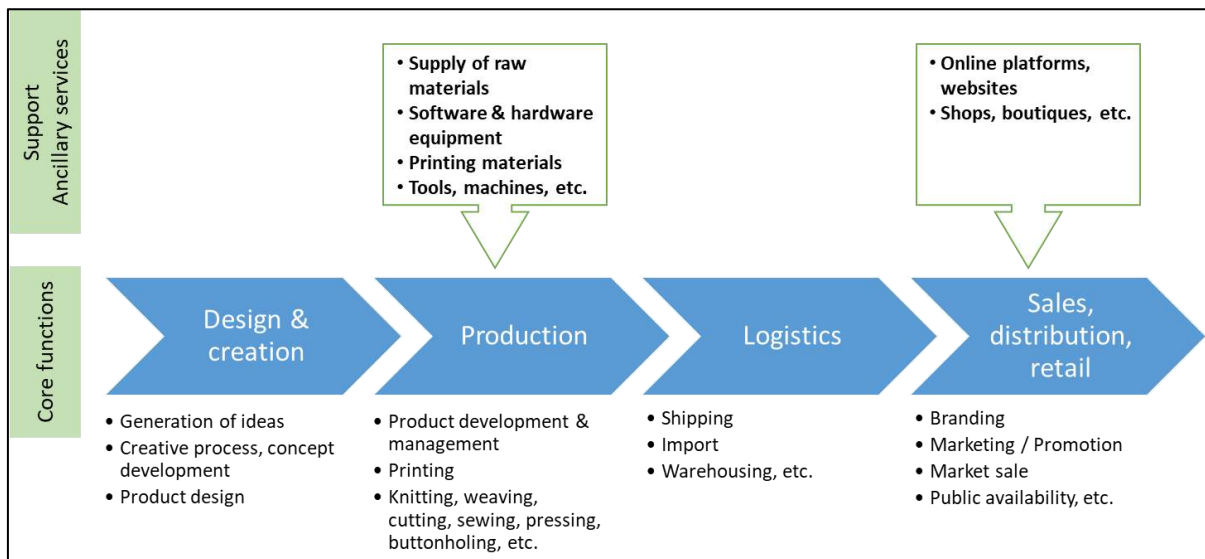 Support
Ancillary services
• Supply of raw
materials
• Software & hardware
equipment
• Printing materials
• Tools, machines, etc.
• Online platforms,
websites
• Shops, boutiques, etc.
Core functions
Design &
creation
Production
Logistics
Sales,
distribution,
retail
• Generation of ideas
• Creative process, concept
development
• Product design
• Product development &
management
• Printing
• Knitting, weaving,
cutting, sewing, pressing,
buttonholing, etc.
• Shipping
• Import
• Warehousing, etc.
• Branding
• Marketing / Promotion
• Market sale
• Public availability, etc.